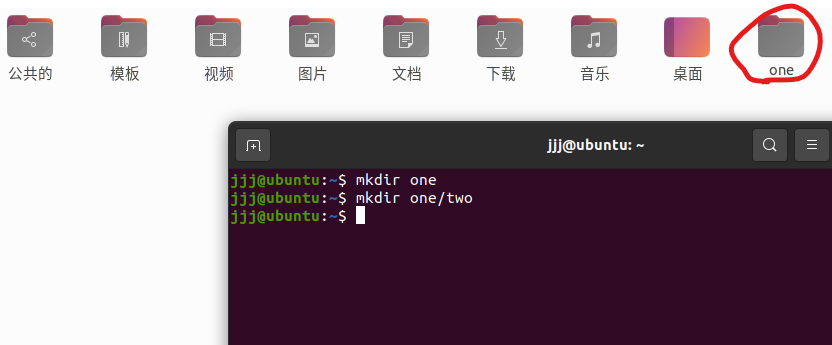 公共的 模板 视频 图片 文档 下载 音乐 桌面 one
jjj@ubuntu: ~
jjj@ubuntu:~$ mkdir one
jjj@ubuntu:~$ mkdir one/two
jjj@ubuntu:~$